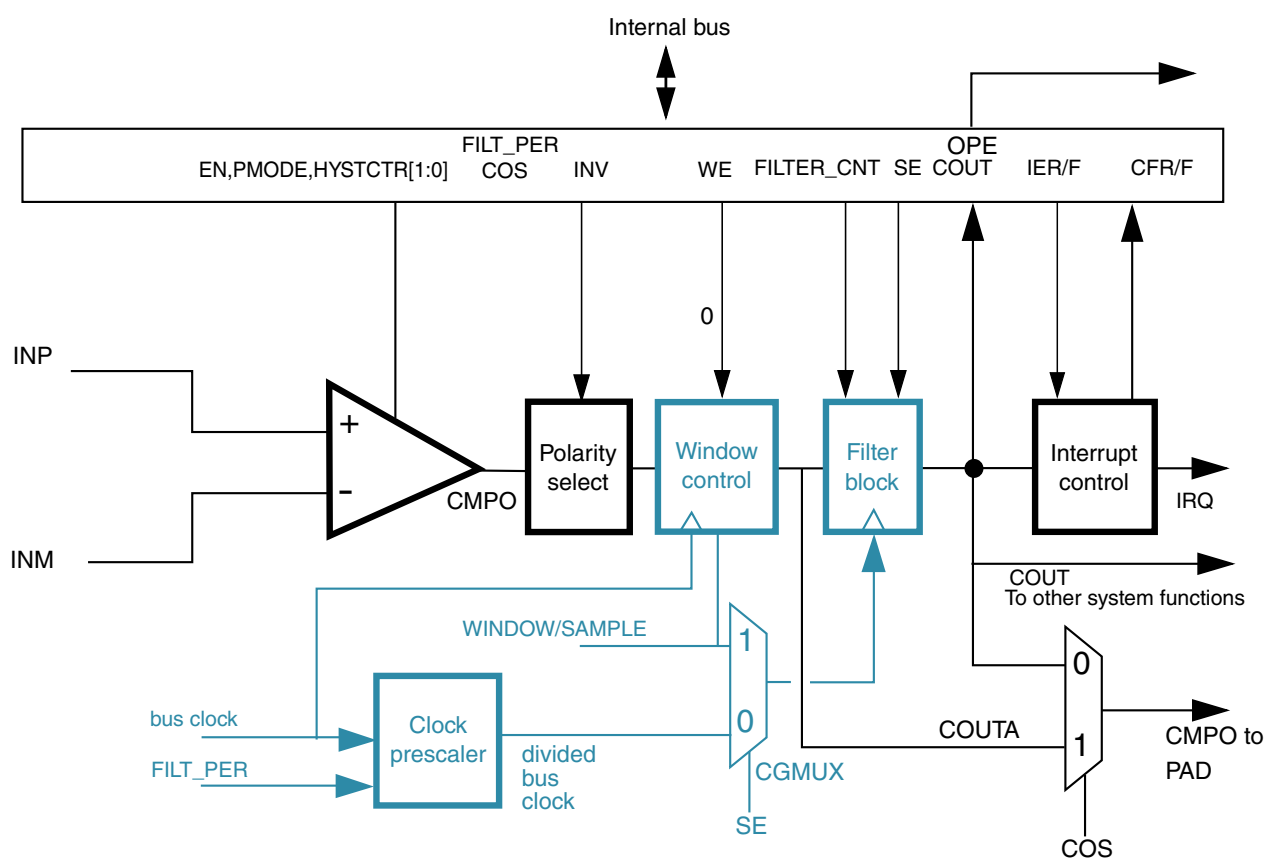 Internal bus
FILT_PER
OPE
EN,PMODE,HYSTCTR[1:0]
COS
INV
WE
FILTER_CNT
SE
COUT
IER/F
CFR/F
0
INP
+
-
INM
CMPO
Polarity
select
Window
control
Filter
block
Interrupt
control
IRQ
COUT
To other system functions
WINDOW/SAMPLE
1
0
bus clock
FILT_PER
Clock
prescaler
divided
bus
clock
CGMUX
SE
COUTA
0
1
CMPO to
PAD
COS